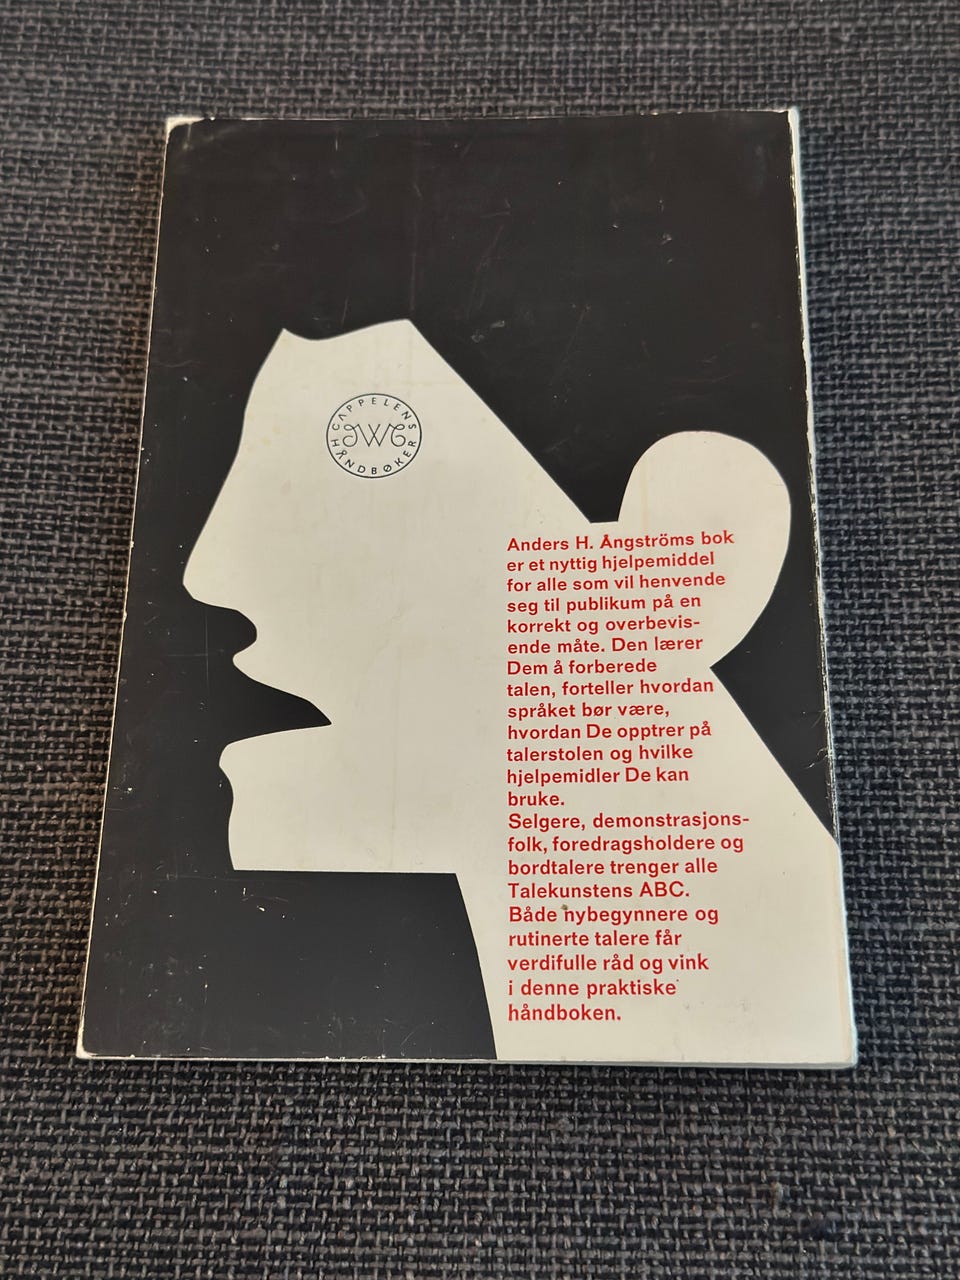 CAPPELENS
JWC
HÅNDBØKER
Anders H. Ångströms bok
er et nyttig hjelpemiddel
for alle som vil henvende
seg til publikum på en
korrekt og overbevis-
ende måte. Den lærer
Dem å forberede
talen, forteller hvordan
språket bør være,
hvordan De opptrer på
talerstolen og hvilke
hjelpemidler De kan
bruke.
Selgere, demonstrasjons-
folk, foredragsholdere og
bordtalere trenger alle
Talekunstens ABC.
Både nybegynnere og
rutinerte talere får
verdifulle råd og vink
i denne praktiske
håndboken.